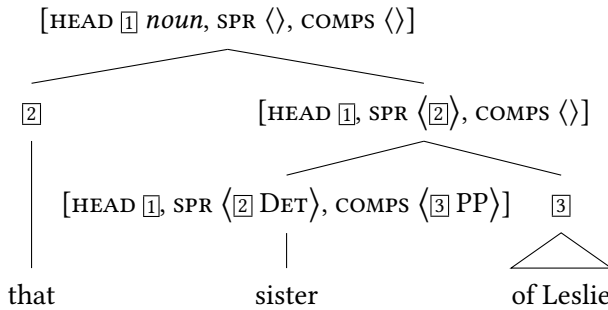 [HEAD 1 noun, SPR ⟨⟩, COMPS ⟨⟩]
2 [HEAD 1, SPR ⟨2⟩, COMPS ⟨⟩]
[HEAD 1, SPR ⟨2 DET⟩, COMPS ⟨3 PP⟩] 3
that sister of Leslie